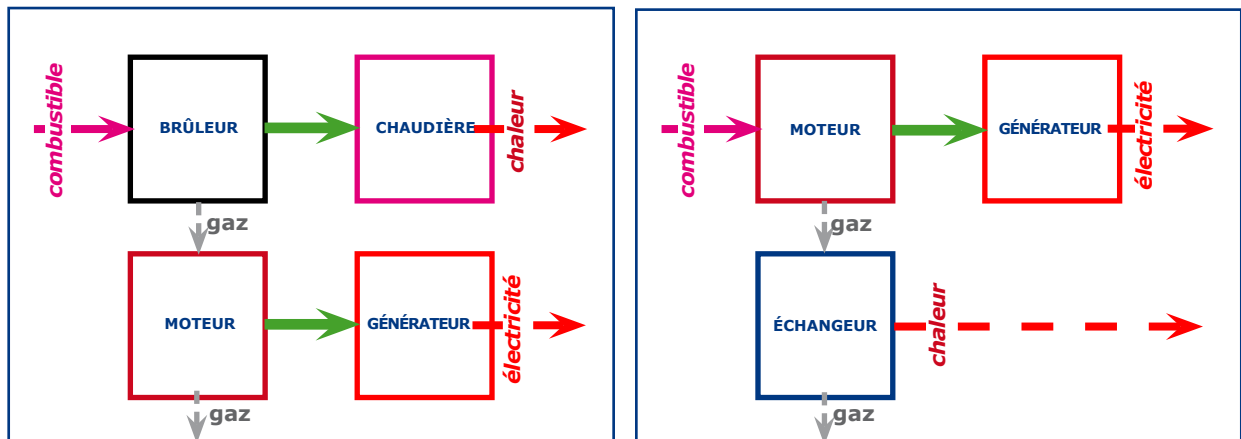 combustible
BRÛLEUR
CHAUDIÈRE
chaleur
gaz
MOTEUR
GÉNÉRATEUR
électricité
gaz
combustible
MOTEUR
GÉNÉRATEUR
électricité
gaz
ÉCHANGEUR
chaleur
gaz